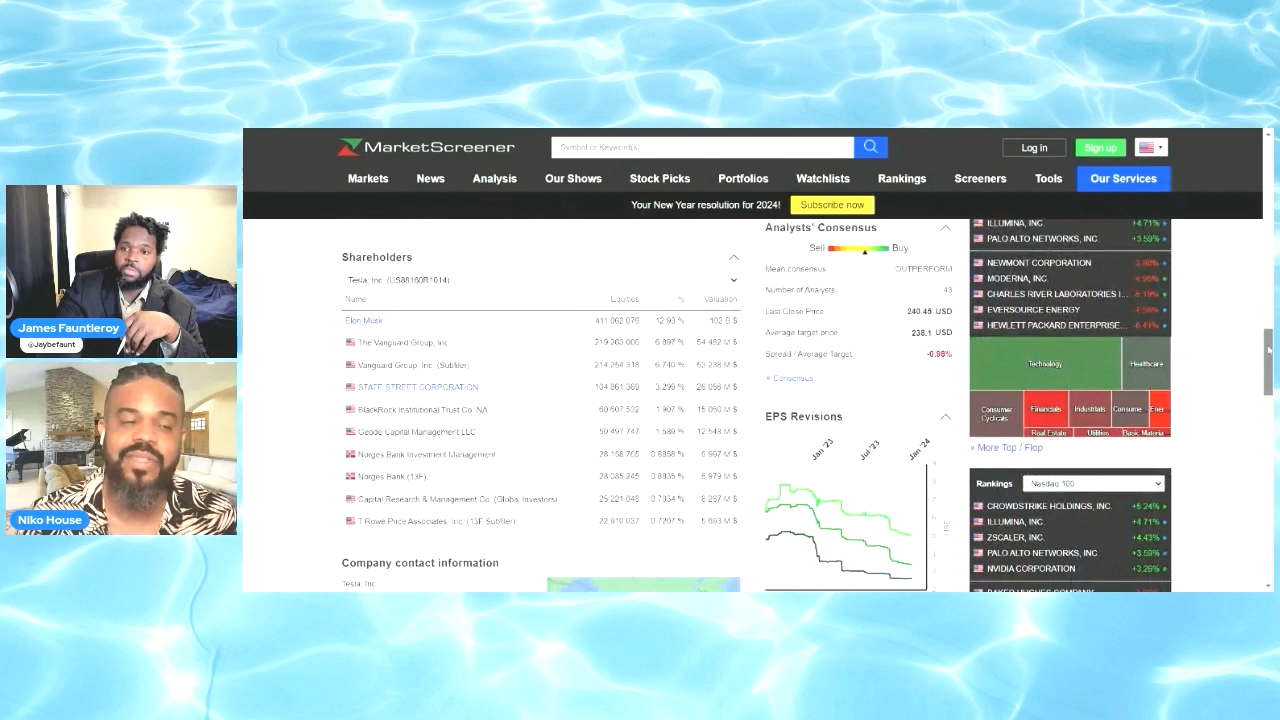 MarketScreener
Symbol or Keyword(s)
Log in
Sign up
Markets
News
Analysis
Our Shows
Stock Picks
Portfolios
Watchlists
Rankings
Screeners
Tools
Our Services
Your New Year resolution for 2024!
Subscribe now
James Fauntleroy
@Jaybefaunt
Niko House
Shareholders
Tesla, Inc. (US88160R1014)
Name Equities % Valuation
Elon Musk 411 062 076 12.93 % 102 B $
The Vanguard Group, Inc. 219 263 006 6.897 % 54 482 M $
Vanguard Group, Inc. (Subfiler) 214 254 318 6.740 % 53 238 M $
STATE STREET CORPORATION 104 861 369 3.299 % 26 056 M $
BlackRock Institutional Trust Co. NA 60 607 532 1.907 % 15 060 M $
Geode Capital Management LLC 50 497 747 1.589 % 12 548 M $
Norges Bank Investment Management 28 158 765 0.8858 % 6 997 M $
Norges Bank (13F) 28 085 245 0.8835 % 6 979 M $
Capital Research & Management Co. (Global Investors) 25 221 048 0.7934 % 6 267 M $
T. Rowe Price Associates, Inc. (13F Subfiler) 22 910 037 0.7207 % 5 693 M $
Company contact information
Tesla, Inc.
Analysts' Consensus
Sell Buy
Mean consensus OUTPERFORM
Number of Analysts 43
Last Close Price 240.45 USD
Average target price 238.1 USD
Spread / Average Target -0.98%
» Consensus
EPS Revisions
Jan '23
Jul '23
Jan '24
ILLUMINA, INC. +4.71%
PALO ALTO NETWORKS, INC. +3.59%
NEWMONT CORPORATION
MODERNA, INC.
CHARLES RIVER LABORATORIES I...
EVERSOURCE ENERGY
HEWLETT PACKARD ENTERPRISE...
Technology
Healthcare
Consumer Cyclicals
Financials
Industrials
Consume
Ener
Real Estate
Utilities
Basic Materia
» More Top / Flop
Rankings
Nasdaq 100
CROWDSTRIKE HOLDINGS, INC. +5.24%
ILLUMINA, INC. +4.71%
ZSCALER, INC. +4.43%
PALO ALTO NETWORKS, INC. +3.59%
NVIDIA CORPORATION +3.26%
BAKER HUGHES COMPANY